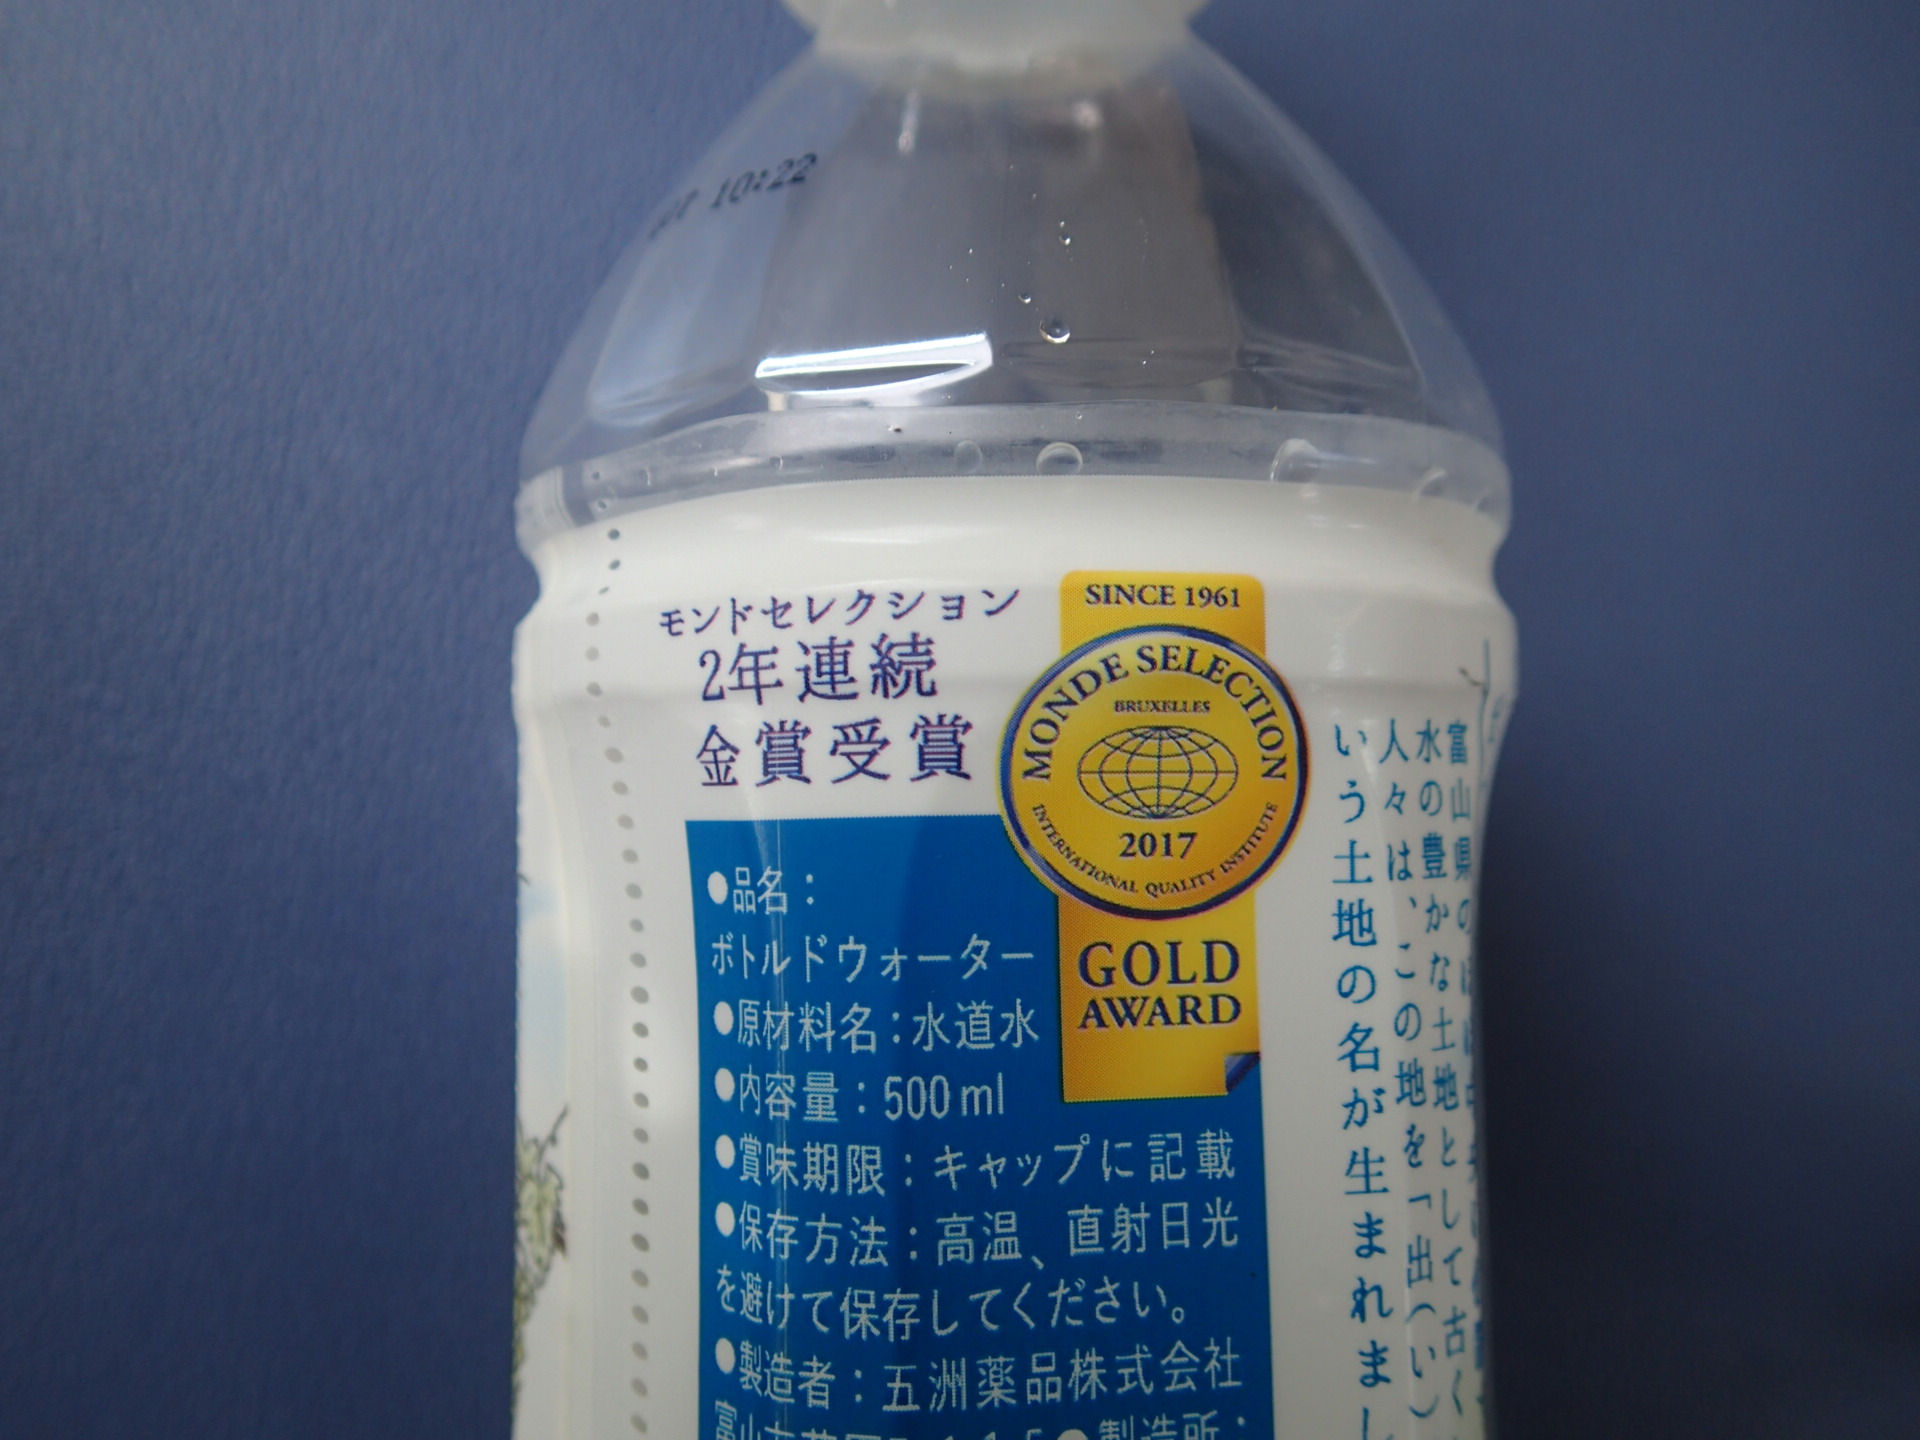 10:22
モンドセレクション
2年連続
金賞受賞
SINCE 1961
MONDE SELECTION
BRUXELLES
2017
INTERNATIONAL QUALITY INSTITUTE
GOLD
AWARD
●品名：
ボトルドウォーター
●原材料名：水道水
●内容量：500ml
●賞味期限：キャップに記載
●保存方法：高温、直射日光
を避けて保存してください。
●製造者：五洲薬品株式会社
●製造所：
富山県の
水の豊かな土地として古く
人々は、この地を「出（い）
いう土地の名が生まれまし